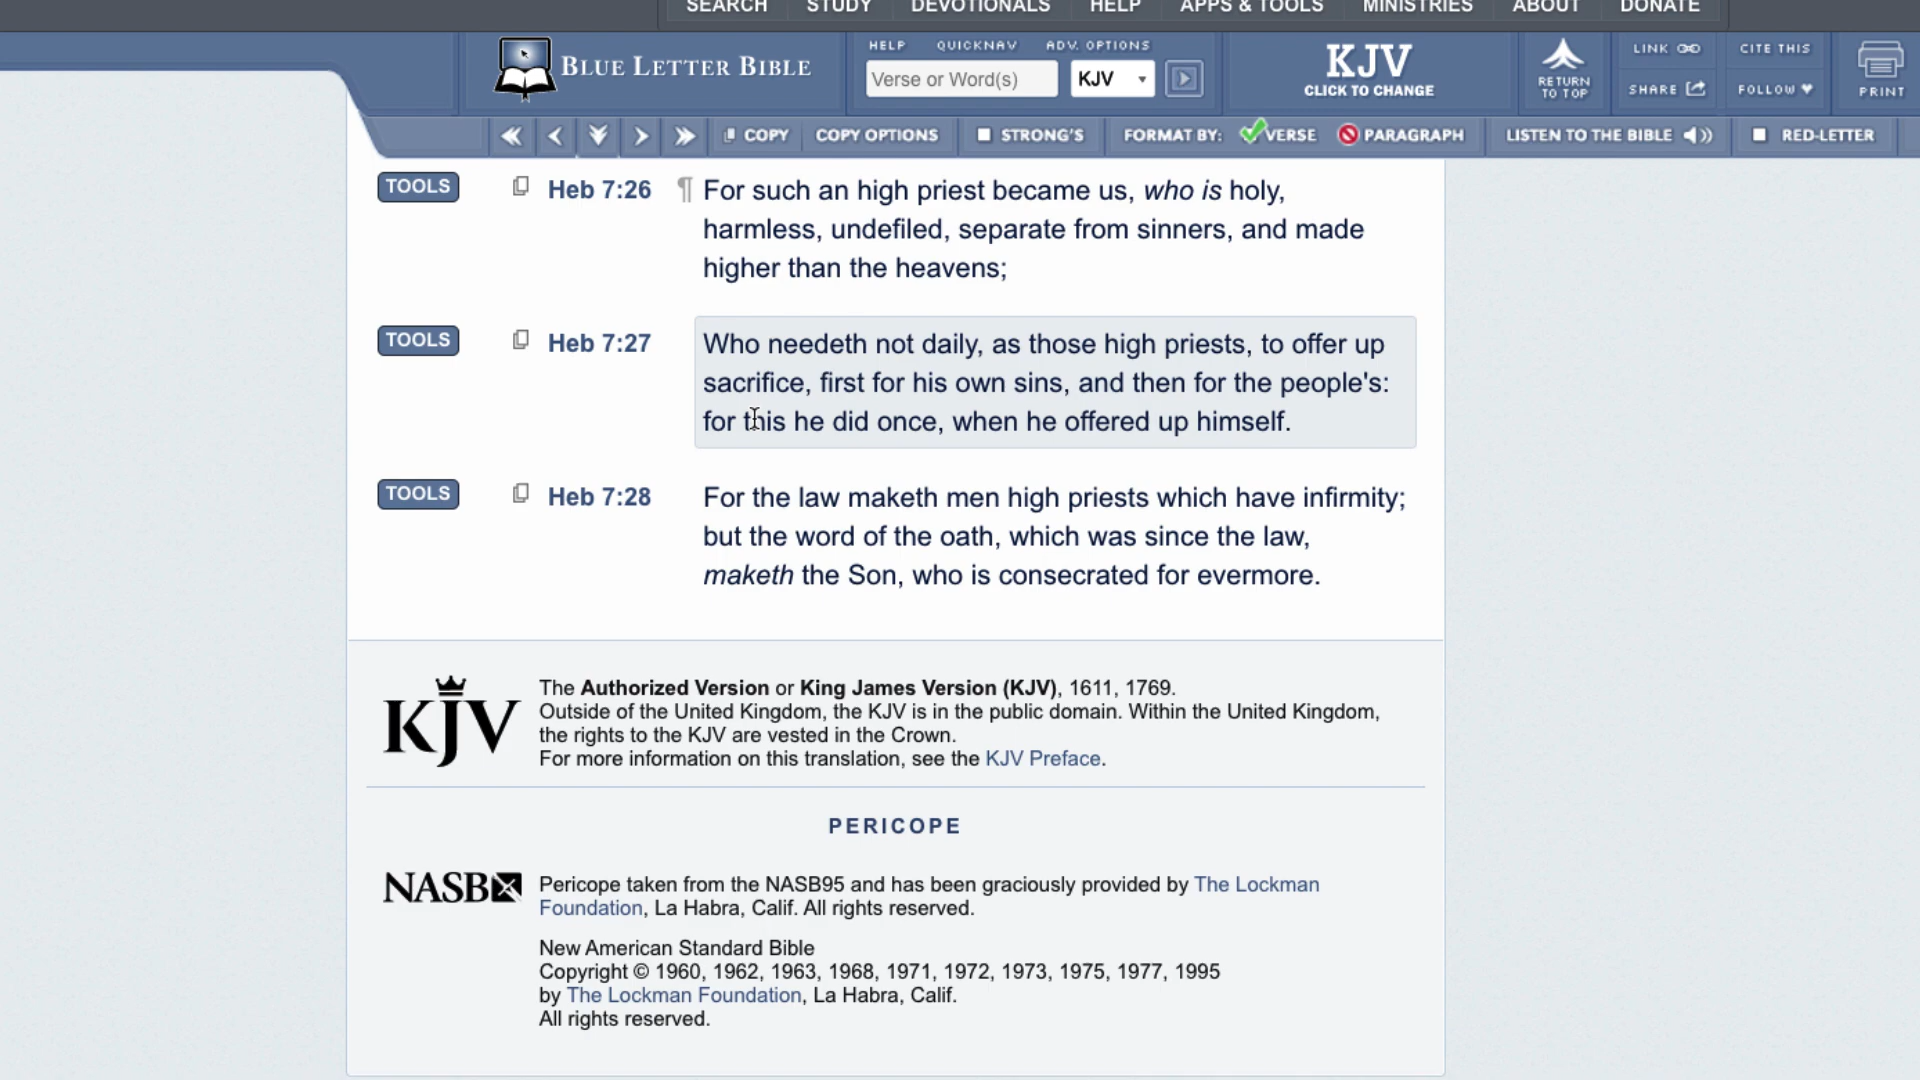 SEARCH STUDY DEVOTIONALS HELP APPS & TOOLS MINISTRIES ABOUT DONATE
BLUE LETTER BIBLE
HELP QUICKNAV ADV. OPTIONS
Verse or Word(s) KJV
KJV
CLICK TO CHANGE
RETURN
TO TOP
LINK CITE THIS
SHARE FOLLOW
PRINT
COPY COPY OPTIONS STRONG'S FORMAT BY: VERSE PARAGRAPH LISTEN TO THE BIBLE RED-LETTER
TOOLS Heb 7:26 ¶ For such an high priest became us, who is holy,
harmless, undefiled, separate from sinners, and made
higher than the heavens;
TOOLS Heb 7:27 Who needeth not daily, as those high priests, to offer up
sacrifice, first for his own sins, and then for the people's:
for this he did once, when he offered up himself.
TOOLS Heb 7:28 For the law maketh men high priests which have infirmity;
but the word of the oath, which was since the law,
maketh the Son, who is consecrated for evermore.
KJV
The Authorized Version or King James Version (KJV), 1611, 1769.
Outside of the United Kingdom, the KJV is in the public domain. Within the United Kingdom,
the rights to the KJV are vested in the Crown.
For more information on this translation, see the KJV Preface.
PERICOPE
NASB
Pericope taken from the NASB95 and has been graciously provided by The Lockman
Foundation, La Habra, Calif. All rights reserved.
New American Standard Bible
Copyright © 1960, 1962, 1963, 1968, 1971, 1972, 1973, 1975, 1977, 1995
by The Lockman Foundation, La Habra, Calif.
All rights reserved.